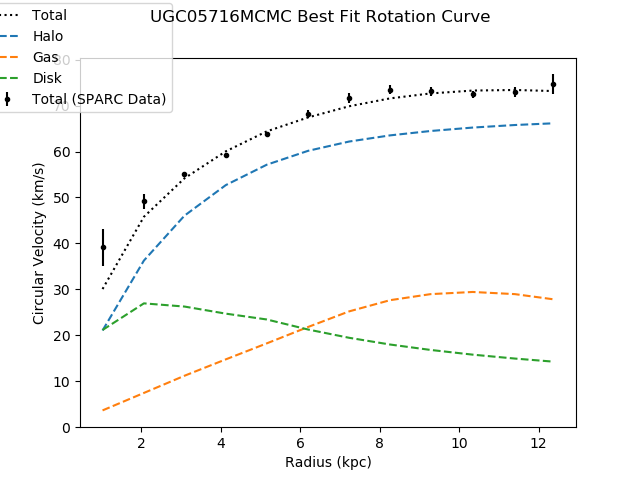 UGC05716MCMC Best Fit Rotation Curve
Total
Halo
Gas
Disk
Total (SPARC Data)
80
70
60
50
40
30
20
10
0
Circular Velocity (km/s)
2
4
6
8
10
12
Radius (kpc)